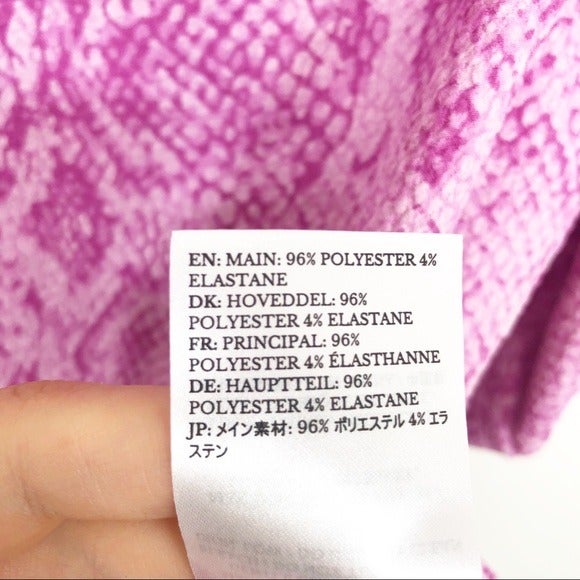 EN: MAIN: 96% POLYESTER 4%
ELASTANE
DK: HOVEDDEL: 96%
POLYESTER 4% ELASTANE
FR: PRINCIPAL: 96%
POLYESTER 4% ÉLASTHANNE
DE: HAUPTTEIL: 96%
POLYESTER 4% ELASTANE
JP: メイン素材: 96% ポリエステル 4% エラ
ステン